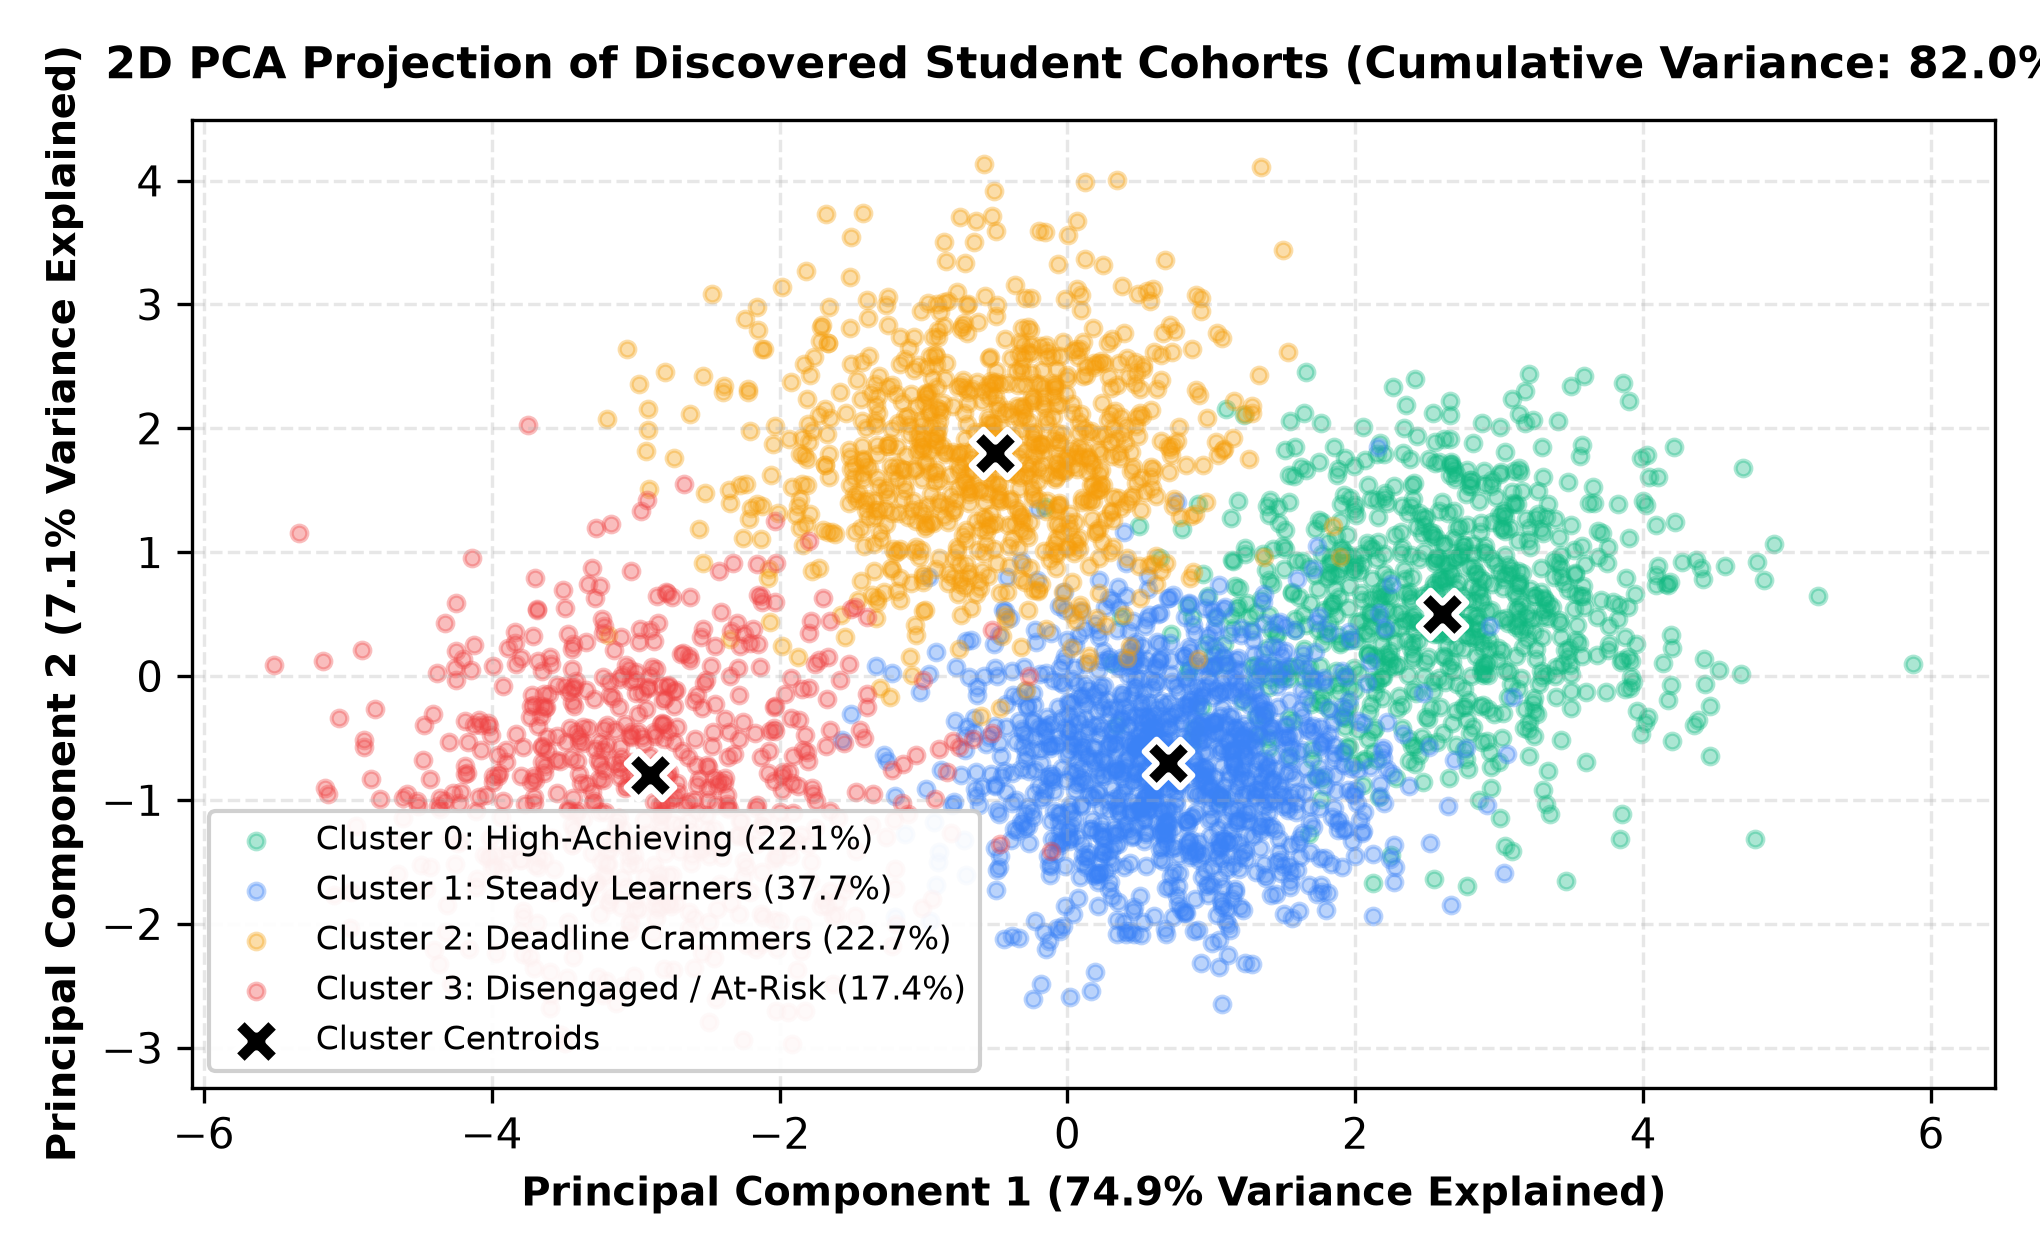 2D PCA Projection of Discovered Student Cohorts (Cumulative Variance: 82.0%
Principal Component 2 (7.1% Variance Explained)
4
3
2
1
0
−1
−2
−3
Cluster 0: High-Achieving (22.1%)
Cluster 1: Steady Learners (37.7%)
Cluster 2: Deadline Crammers (22.7%)
Cluster 3: Disengaged / At-Risk (17.4%)
Cluster Centroids
−6 −4 −2 0 2 4 6
Principal Component 1 (74.9% Variance Explained)